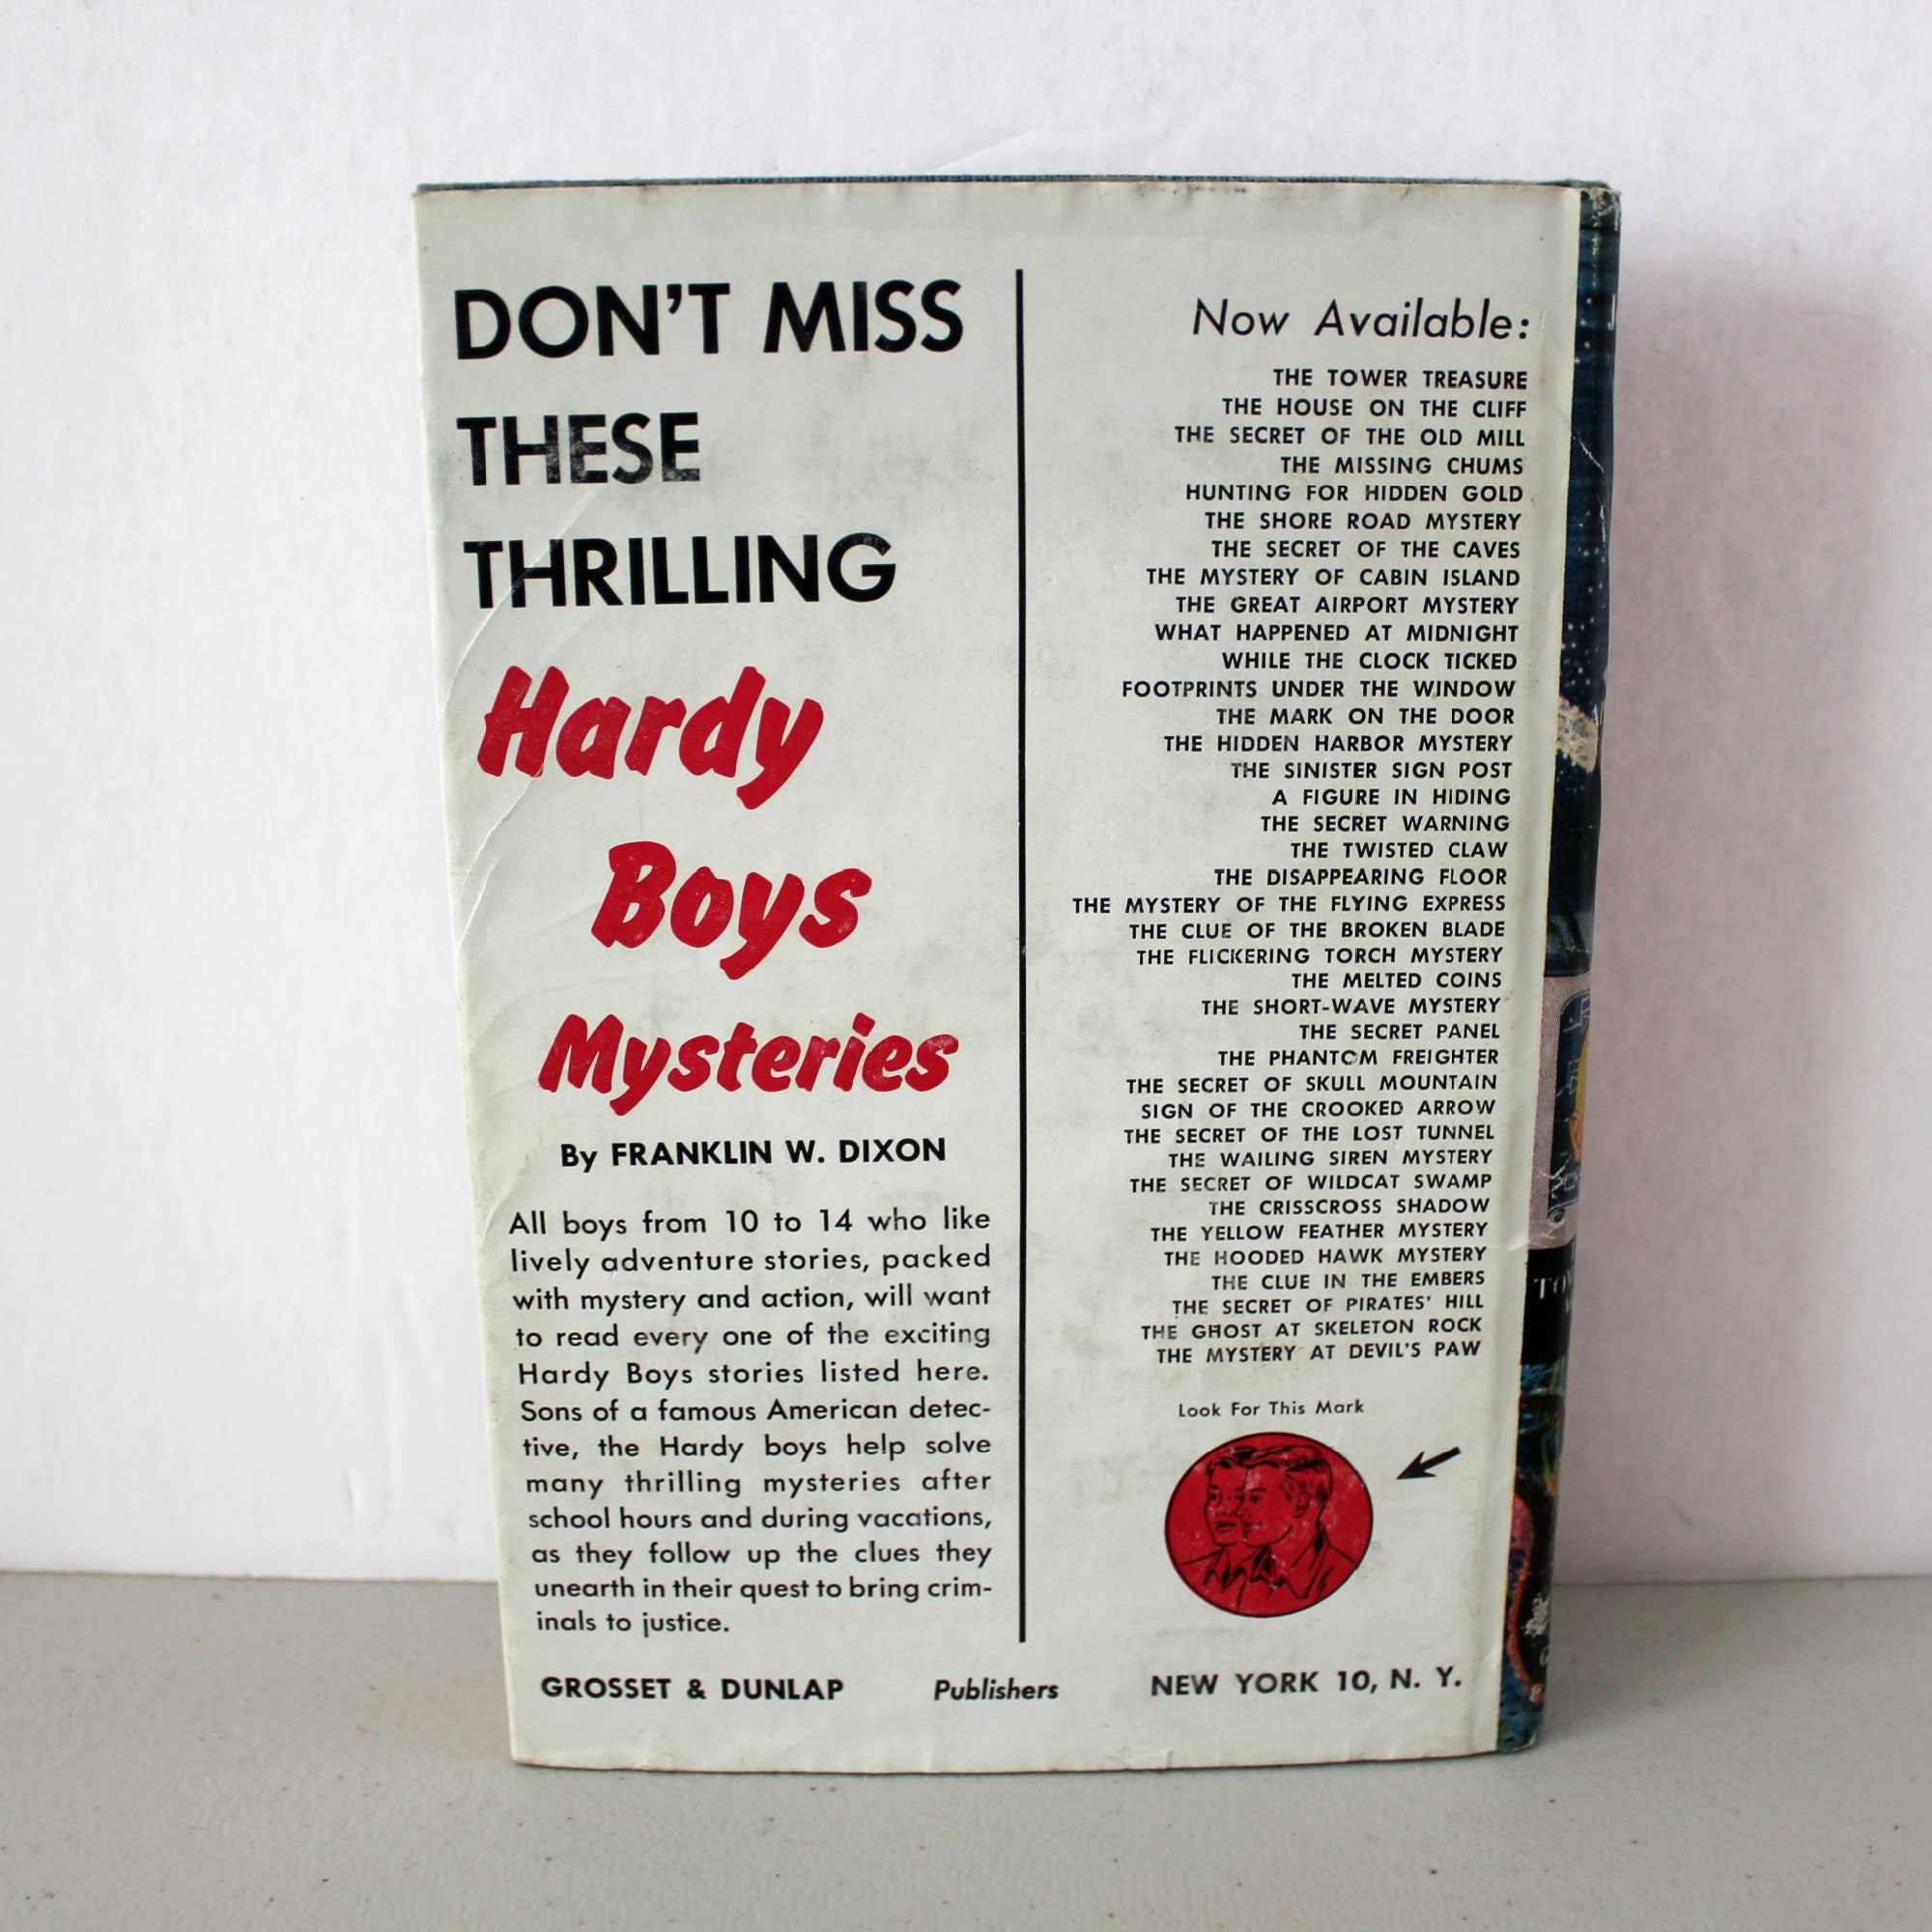 DON'T MISS
THESE
THRILLING
Hardy
Boys
Mysteries
By FRANKLIN W. DIXON
All boys from 10 to 14 who like
lively adventure stories, packed
with mystery and action, will want
to read every one of the exciting
Hardy Boys stories listed here.
Sons of a famous American detec-
tive, the Hardy boys help solve
many thrilling mysteries after
school hours and during vacations,
as they follow up the clues they
unearth in their quest to bring crim-
inals to justice.
Now Available:
THE TOWER TREASURE
THE HOUSE ON THE CLIFF
THE SECRET OF THE OLD MILL
THE MISSING CHUMS
HUNTING FOR HIDDEN GOLD
THE SHORE ROAD MYSTERY
THE SECRET OF THE CAVES
THE MYSTERY OF CABIN ISLAND
THE GREAT AIRPORT MYSTERY
WHAT HAPPENED AT MIDNIGHT
WHILE THE CLOCK TICKED
FOOTPRINTS UNDER THE WINDOW
THE MARK ON THE DOOR
THE HIDDEN HARBOR MYSTERY
THE SINISTER SIGN POST
A FIGURE IN HIDING
THE SECRET WARNING
THE TWISTED CLAW
THE DISAPPEARING FLOOR
THE MYSTERY OF THE FLYING EXPRESS
THE CLUE OF THE BROKEN BLADE
THE FLICKERING TORCH MYSTERY
THE MELTED COINS
THE SHORT-WAVE MYSTERY
THE SECRET PANEL
THE PHANTOM FREIGHTER
THE SECRET OF SKULL MOUNTAIN
SIGN OF THE CROOKED ARROW
THE SECRET OF THE LOST TUNNEL
THE WAILING SIREN MYSTERY
THE SECRET OF WILDCAT SWAMP
THE CRISSCROSS SHADOW
THE YELLOW FEATHER MYSTERY
THE HOODED HAWK MYSTERY
THE CLUE IN THE EMBERS
THE SECRET OF PIRATES' HILL
THE GHOST AT SKELETON ROCK
THE MYSTERY AT DEVIL'S PAW
Look For This Mark
GROSSET & DUNLAP Publishers NEW YORK 10, N. Y.